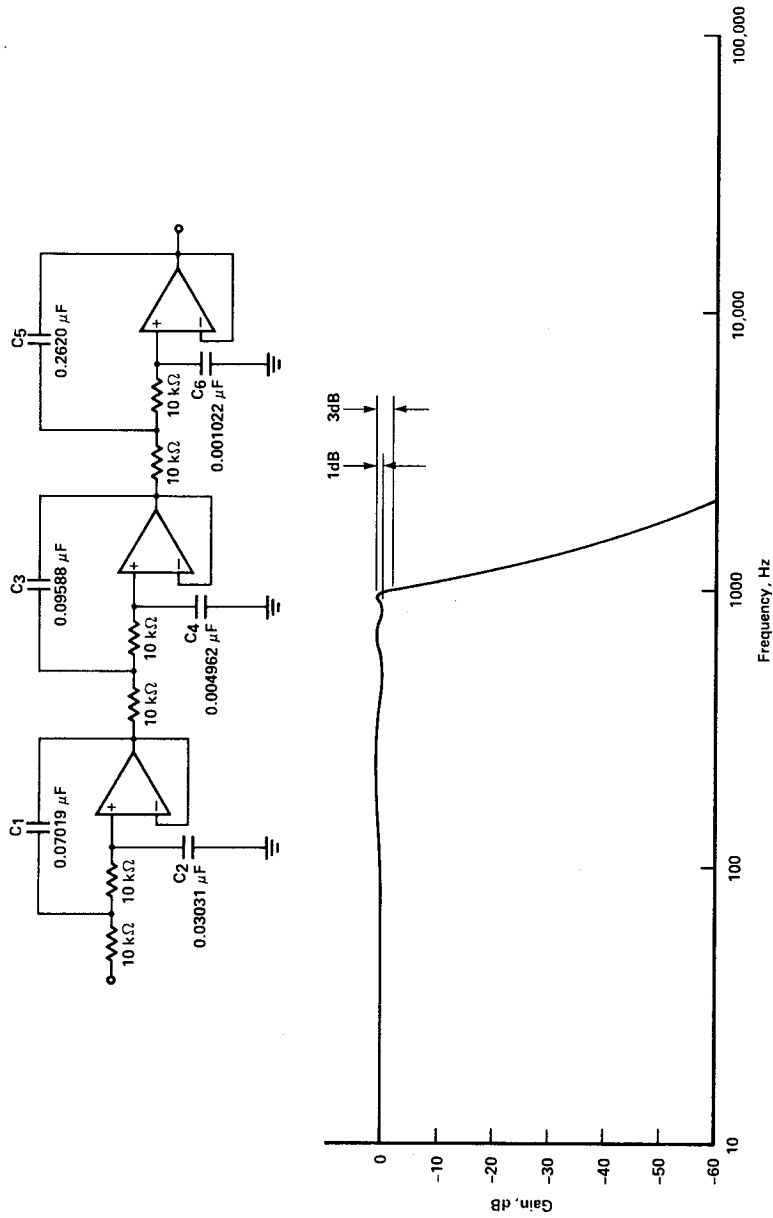 C1
0.07019 µF
10 kΩ
10 kΩ
+
−
C2
0.03031 µF
C3
0.09588 µF
10 kΩ
10 kΩ
+
−
C4
0.004962 µF
C5
0.2620 µF
10 kΩ
10 kΩ
+
−
C6
0.001022 µF
1dB
3dB
Gain, dB
0
-10
-20
-30
-40
-50
-60
10
100
1000
10,000
100,000
Frequency, Hz